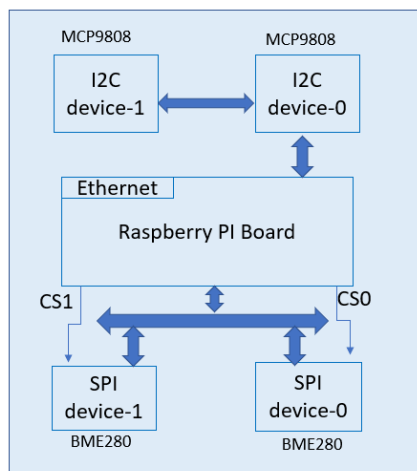 MCP9808
MCP9808
I2C
device-1
I2C
device-0
Ethernet
Raspberry PI Board
CS1
CS0
SPI
device-1
SPI
device-0
BME280
BME280